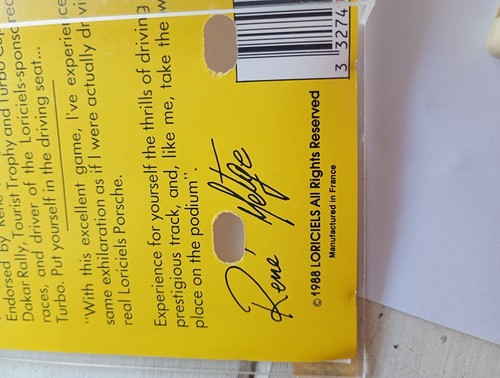 Endorsed by René
Dakar Rally, Tourist Trophy and Turbo Cup
races, and driver of the Loriciels-sponsored
Turbo. Put yourself in the driving seat...
"With this excellent game, I've experienced
same exhilaration as if I were actually driving
real Loriciels Porsche.
Experience for yourself the thrills of driving
prestigious track, and, like me, take the
place on the podium".
René Metge
© 1988 LORICIELS All Rights Reserved
Manufactured in France
3 33274